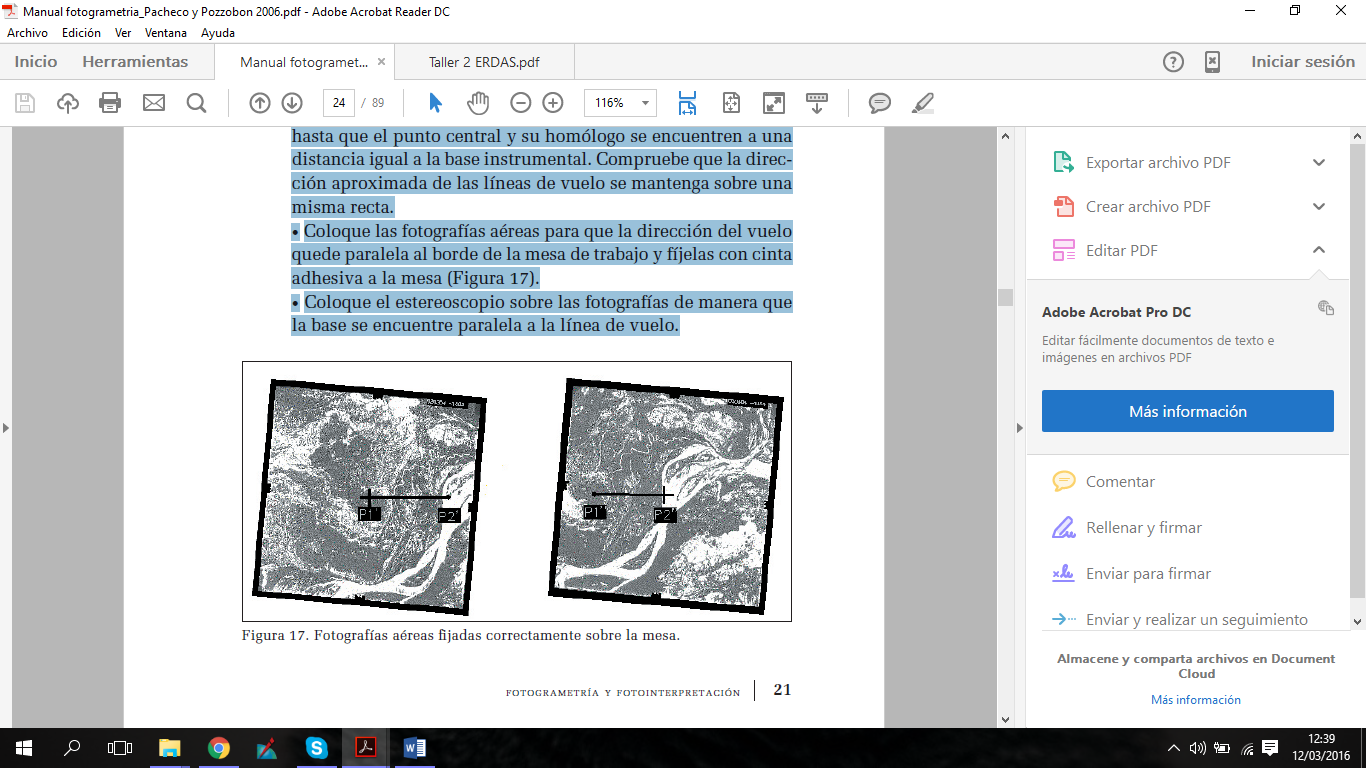 Manual fotogrametria_Pacheco y Pozzobon 2006.pdf - Adobe Acrobat Reader DC
Archivo Edición Ver Ventana Ayuda
Inicio Herramientas Manual fotogramet... × Taller 2 ERDAS.pdf Iniciar sesión
24 / 89 116%
hasta que el punto central y su homólogo se encuentren a una
distancia igual a la base instrumental. Compruebe que la direc-
ción aproximada de las líneas de vuelo se mantenga sobre una
misma recta.
• Coloque las fotografías aéreas para que la dirección del vuelo
quede paralela al borde de la mesa de trabajo y fíjelas con cinta
adhesiva a la mesa (Figura 17).
• Coloque el estereoscopio sobre las fotografías de manera que
la base se encuentre paralela a la línea de vuelo.
P1' P2' P1' P2'
Figura 17. Fotografías aéreas fijadas correctamente sobre la mesa.
FOTOGRAMETRÍA Y FOTOINTERPRETACIÓN 21
Exportar archivo PDF
Crear archivo PDF
Editar PDF
Adobe Acrobat Pro DC
Editar fácilmente documentos de texto e
imágenes en archivos PDF
Más información
Comentar
Rellenar y firmar
Enviar para firmar
Enviar y realizar un seguimiento
Almacene y comparta archivos en Document
Cloud
Más información
12:39
12/03/2016